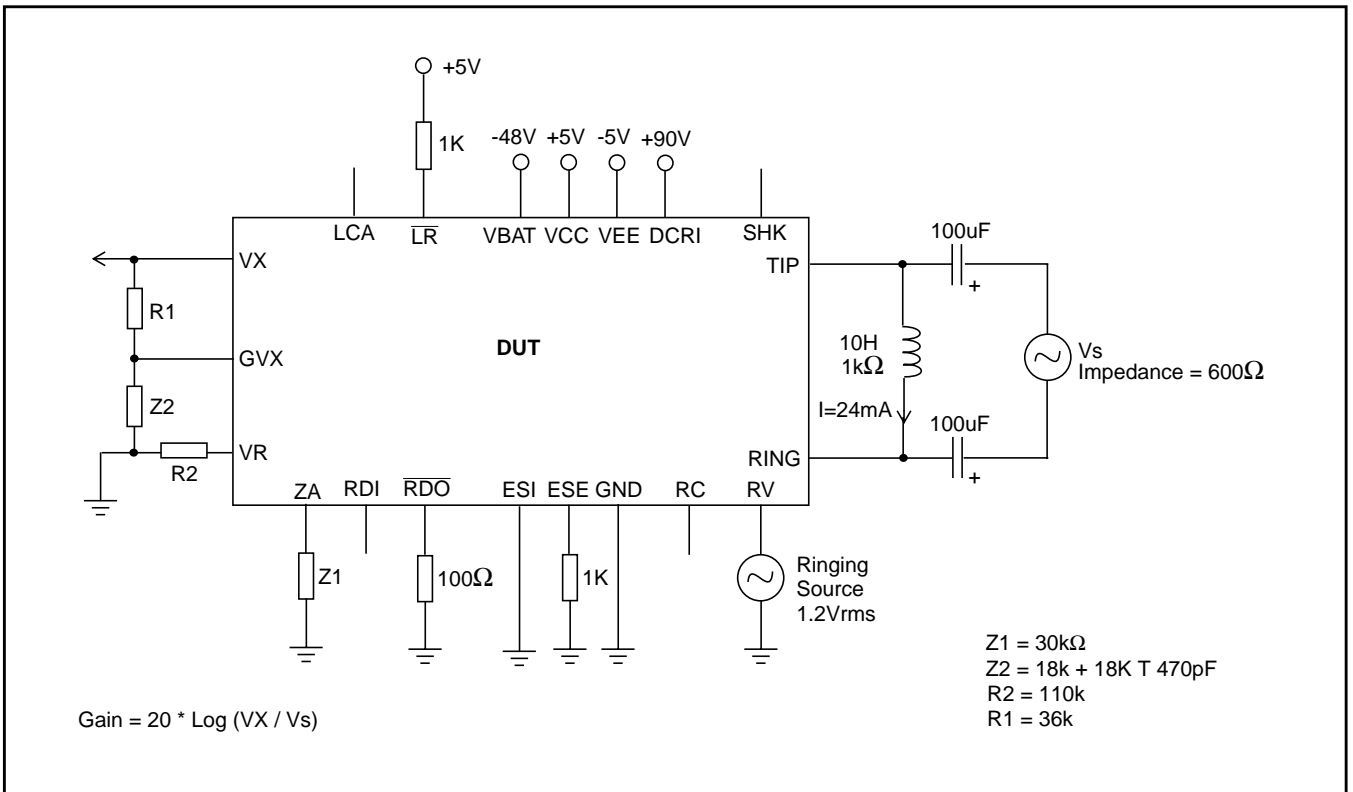 +5V
1K
-48V +5V -5V +90V
LCA LR VBAT VCC VEE DCRI SHK
100uF
VX
TIP
+
R1
10H
1kΩ
DUT
Vs
Impedance = 600Ω
GVX
Z2
I=24mA
100uF
VR
R2
RING
+
ZA RDI RDO ESI ESE GND RC RV
Z1
100Ω
1K
Ringing
Source
1.2Vrms
Z1 = 30kΩ
Z2 = 18k + 18K T 470pF
R2 = 110k
R1 = 36k
Gain = 20 * Log (VX / Vs)